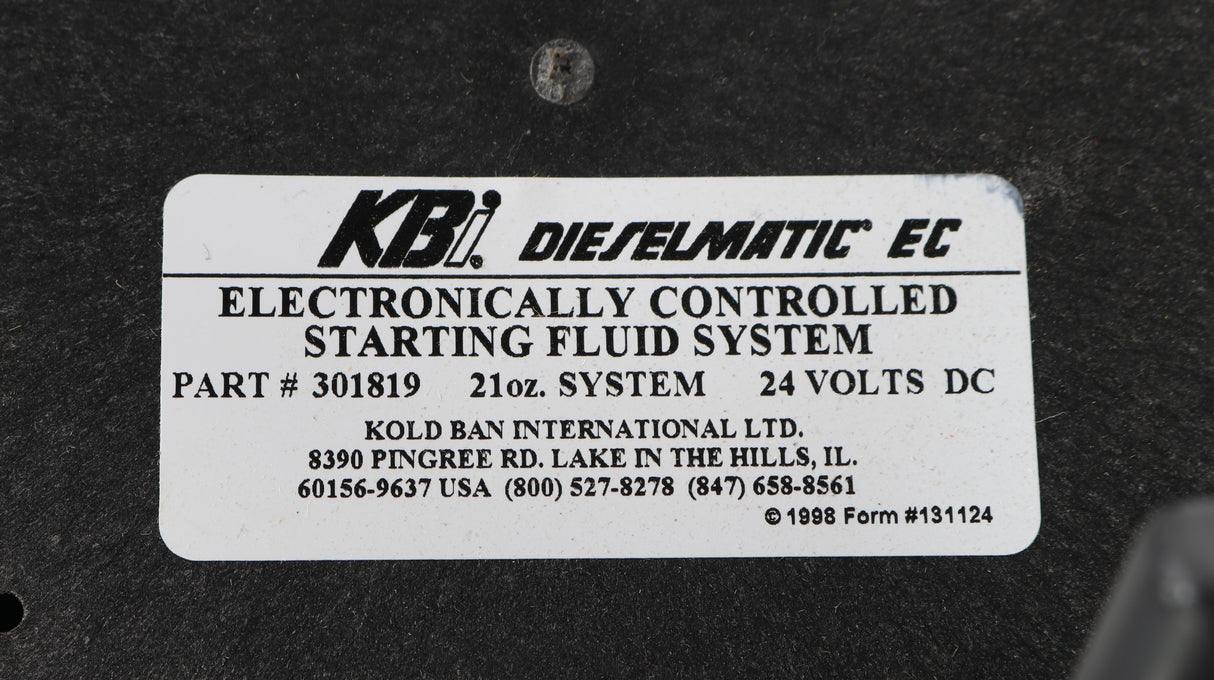 KBi. DIESELMATIC® EC
ELECTRONICALLY CONTROLLED
STARTING FLUID SYSTEM
PART # 301819 21oz. SYSTEM 24 VOLTS DC
KOLD BAN INTERNATIONAL LTD.
8390 PINGREE RD. LAKE IN THE HILLS, IL.
60156-9637 USA (800) 527-8278 (847) 658-8561
© 1998 Form #131124